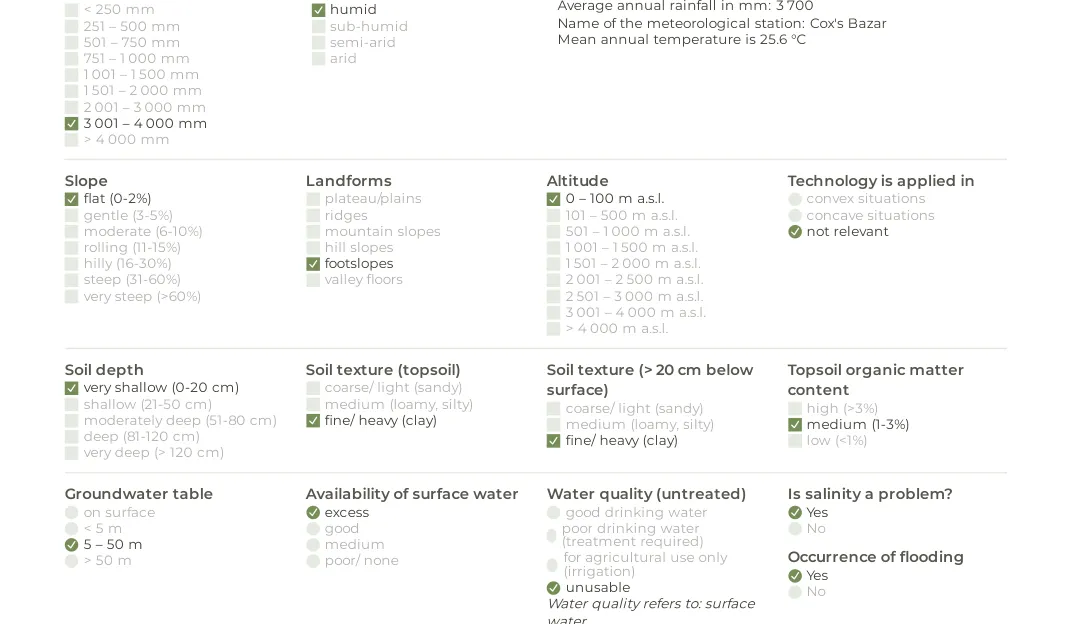 < 250 mm
251 – 500 mm
501 – 750 mm
751 – 1 000 mm
1 001 – 1 500 mm
1 501 – 2 000 mm
2 001 – 3 000 mm
3 001 – 4 000 mm
> 4 000 mm
humid
sub-humid
semi-arid
arid
Average annual rainfall in mm: 3 700
Name of the meteorological station: Cox's Bazar
Mean annual temperature is 25.6 °C
Slope
flat (0-2%)
gentle (3-5%)
moderate (6-10%)
rolling (11-15%)
hilly (16-30%)
steep (31-60%)
very steep (>60%)
Landforms
plateau/plains
ridges
mountain slopes
hill slopes
footslopes
valley floors
Altitude
0 – 100 m a.s.l.
101 – 500 m a.s.l.
501 – 1 000 m a.s.l.
1 001 – 1 500 m a.s.l.
1 501 – 2 000 m a.s.l.
2 001 – 2 500 m a.s.l.
2 501 – 3 000 m a.s.l.
3 001 – 4 000 m a.s.l.
> 4 000 m a.s.l.
Technology is applied in
convex situations
concave situations
not relevant
Soil depth
very shallow (0-20 cm)
shallow (21-50 cm)
moderately deep (51-80 cm)
deep (81-120 cm)
very deep (> 120 cm)
Soil texture (topsoil)
coarse/ light (sandy)
medium (loamy, silty)
fine/ heavy (clay)
Soil texture (> 20 cm below
surface)
coarse/ light (sandy)
medium (loamy, silty)
fine/ heavy (clay)
Topsoil organic matter
content
high (>3%)
medium (1-3%)
low (<1%)
Groundwater table
on surface
< 5 m
5 – 50 m
> 50 m
Availability of surface water
excess
good
medium
poor/ none
Water quality (untreated)
good drinking water
poor drinking water
(treatment required)
for agricultural use only
(irrigation)
unusable
Water quality refers to: surface
water
Is salinity a problem?
Yes
No
Occurrence of flooding
Yes
No